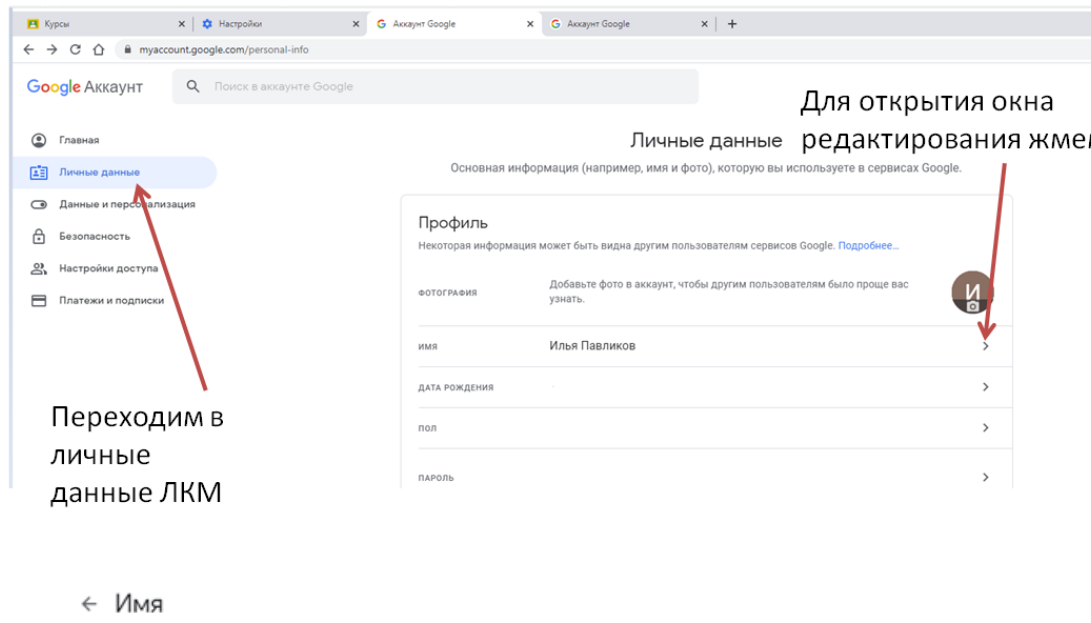 Курсы
Настройки
Аккаунт Google
Аккаунт Google
myaccount.google.com/personal-info
Google Аккаунт
Поиск в аккаунте Google
Для открытия окна
редактирования жмем
Главная
Личные данные
Данные и персонализация
Безопасность
Настройки доступа
Платежи и подписки
Личные данные
Основная информация (например, имя и фото), которую вы используете в сервисах Google.
Профиль
Некоторая информация может быть видна другим пользователям сервисов Google. Подробнее...
ФОТОГРАФИЯ
Добавьте фото в аккаунт, чтобы другим пользователям было проще вас
узнать.
И
ИМЯ
Илья Павликов
ДАТА РОЖДЕНИЯ
ПОЛ
ПАРОЛЬ
Переходим в
личные
данные ЛКМ
Имя